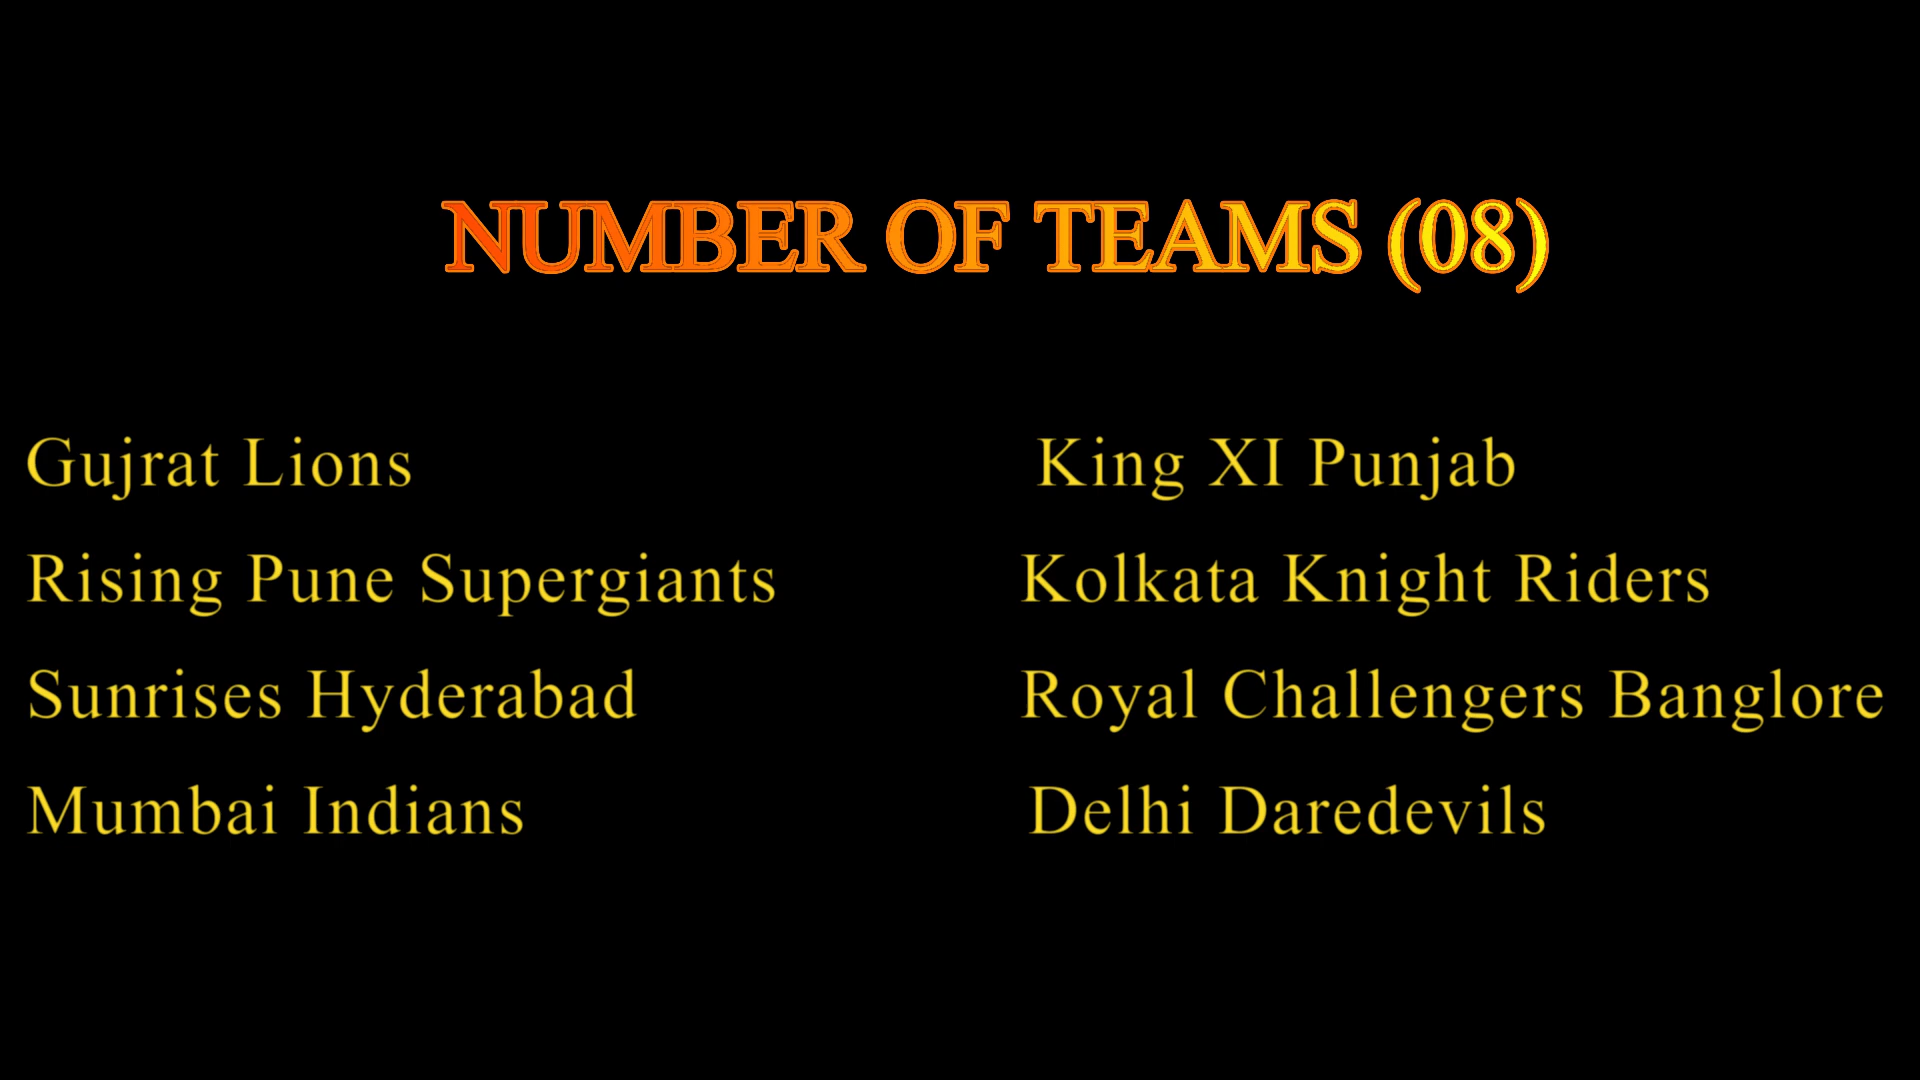 NUMBER OF TEAMS (08)
Gujrat Lions
Rising Pune Supergiants
Sunrises Hyderabad
Mumbai Indians
King XI Punjab
Kolkata Knight Riders
Royal Challengers Banglore
Delhi Daredevils